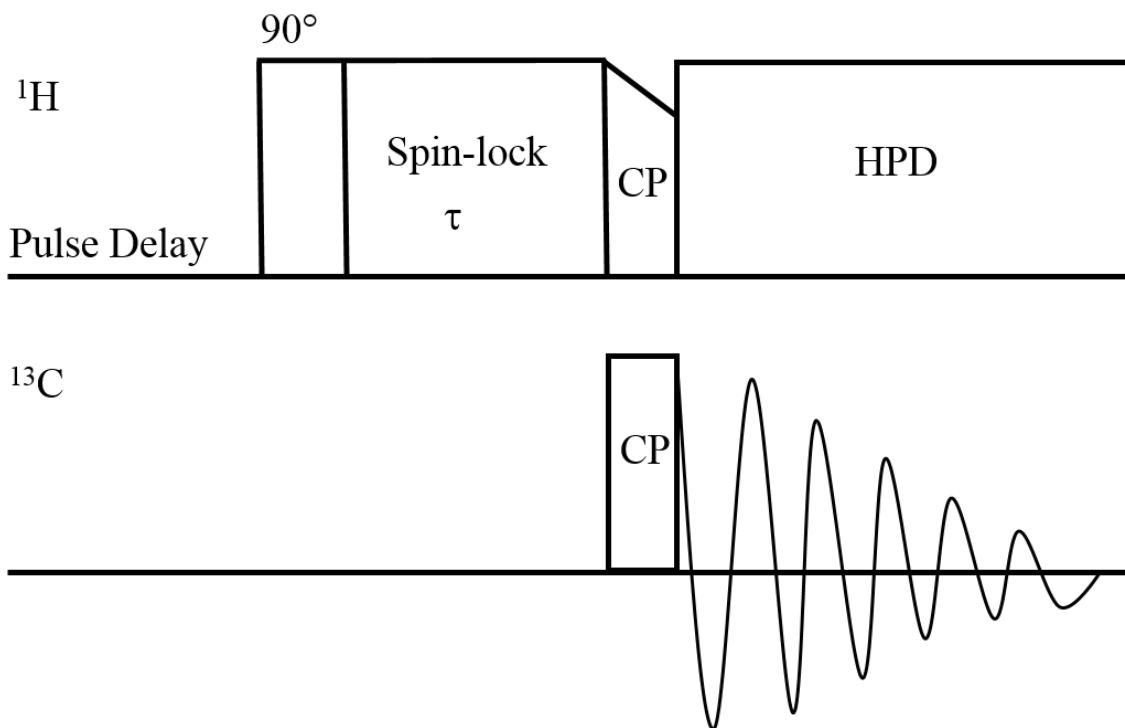 90°
¹H
Spin-lock
τ
CP
HPD
Pulse Delay
¹³C
CP